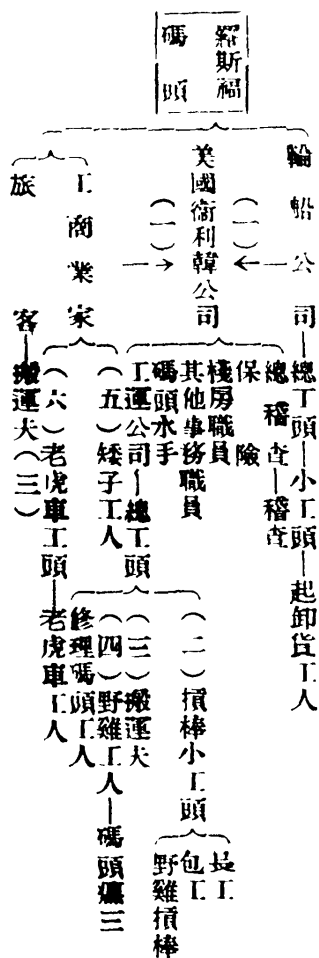 羅斯福
碼頭
輪船公司—總工頭—小工頭—起卸貨工人
總稽查—稽查
(一)
美國衞利韓公司
(一)
保險
棧房職員
其他事務職員
碼頭水手
工運公司—總工頭
(二)摃棒小工頭
長工
包工
野雞摃棒
(三)搬運夫
(四)野雞工人—碼頭癟三
修理碼頭工人
工商業家
(五)矮子工人
(六)老虎車工頭—老虎車工人
旅客—搬運夫(三)